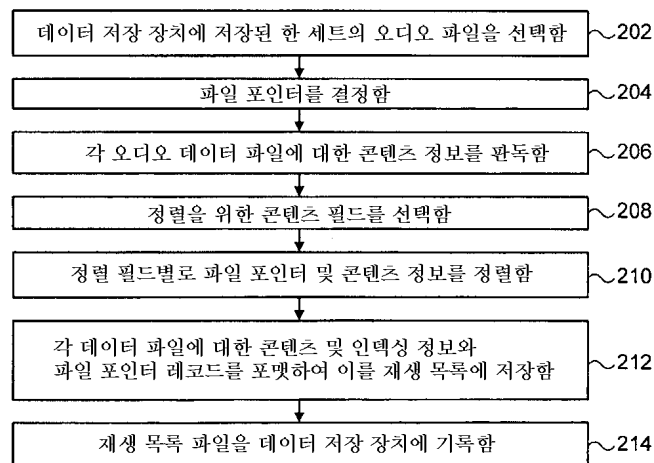 데이터 저장 장치에 저장된 한 세트의 오디오 파일을 선택함 202
파일 포인터를 결정함 204
각 오디오 데이터 파일에 대한 콘텐츠 정보를 판독함 206
정렬을 위한 콘텐츠 필드를 선택함 208
정렬 필드별로 파일 포인터 및 콘텐츠 정보를 정렬함 210
각 데이터 파일에 대한 콘텐츠 및 인덱싱 정보와
파일 포인터 레코드를 포맷하여 이를 재생 목록에 저장함 212
재생 목록 파일을 데이터 저장 장치에 기록함 214